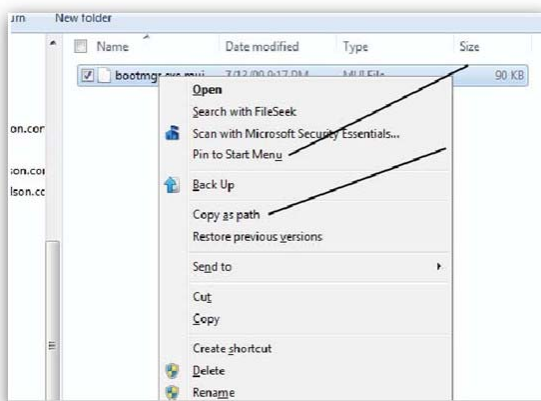 New folder
Name Date modified Type Size
90 KB
Open
Search with FileSeek
Scan with Microsoft Security Essentials...
Pin to Start Menu
Back Up
Copy as path
Restore previous versions
Send to
Cut
Copy
Create shortcut
Delete
Rename